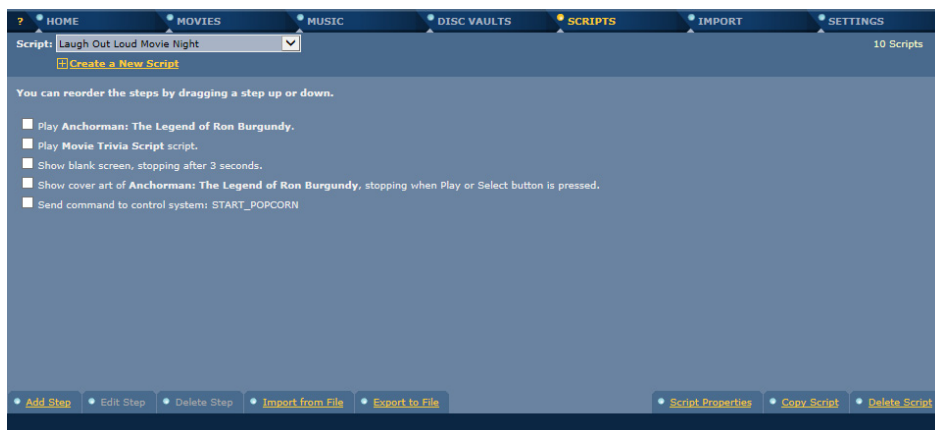 ? HOME MOVIES MUSIC DISC VAULTS SCRIPTS IMPORT SETTINGS
Script: Laugh Out Loud Movie Night 10 Scripts
Create a New Script
You can reorder the steps by dragging a step up or down.
Play Anchorman: The Legend of Ron Burgundy.
Play Movie Trivia Script script.
Show blank screen, stopping after 3 seconds.
Show cover art of Anchorman: The Legend of Ron Burgundy, stopping when Play or Select button is pressed.
Send command to control system: START_POPCORN
Add Step Edit Step Delete Step Import from File Export to File Script Properties Copy Script Delete Script